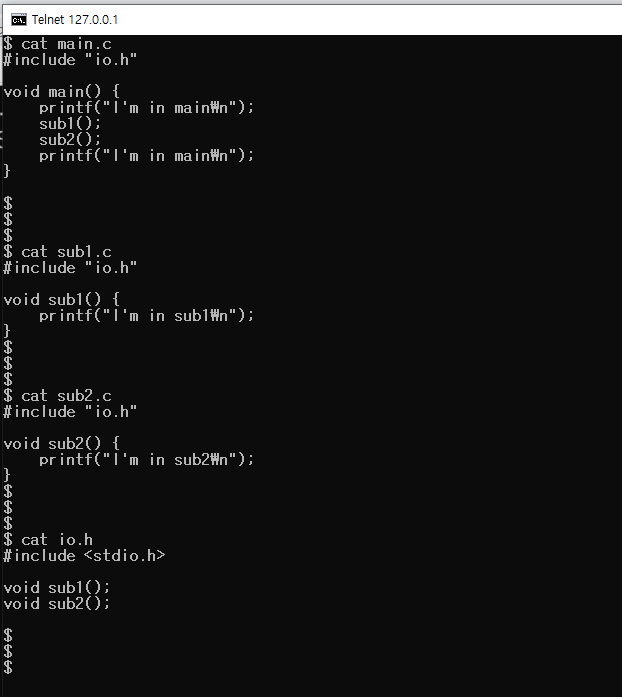 Telnet 127.0.0.1
$ cat main.c
#include "io.h"
void main() {
    printf("I'm in main₩n");
    sub1();
    sub2();
    printf("I'm in main₩n");
}
$
$
$
$ cat sub1.c
#include "io.h"
void sub1() {
    printf("I'm in sub1₩n");
}
$
$
$
$ cat sub2.c
#include "io.h"
void sub2() {
    printf("I'm in sub2₩n");
}
$
$
$
$ cat io.h
#include <stdio.h>
void sub1();
void sub2();
$
$
$